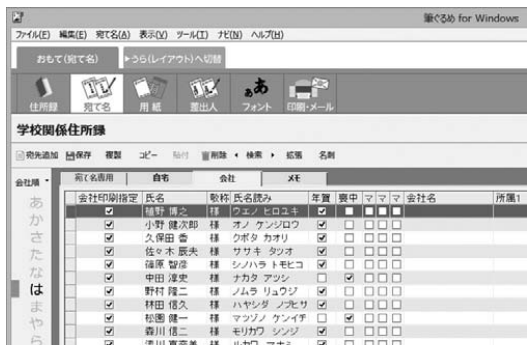 筆ぐるめ for Windows
ファイル(F) 編集(E) 宛て名(A) 表示(V) ツール(T) ナビ(N) ヘルプ(H)
おもて(宛て名) ▶うら(レイアウト)へ切替
住所録 宛て名 用紙 差出人 フォント 印刷・メール
学校関係住所録
宛先追加 保存 複製 コピー 貼付 削除 検索 拡張 名刺
会社順 宛て名専用 自宅 会社 メモ
会社印刷指定 氏名 敬称 氏名読み 年賀 喪中 マ マ マ 会社名 所属1
植野 博之 様 ウエノ ヒロユキ
小野 健次郎 様 オノ ケンジロウ
久保田 香 様 クボタ カオリ
佐々木 辰夫 様 ササキ タツオ
篠原 智彦 様 シノハラ トモヒコ
中田 淳史 様 ナカタ アツシ
野村 隆二 様 ノムラ リュウジ
林田 信久 様 ハヤシダ ノブヒサ
松園 健一 様 マツゾノ ケンイチ
森川 信二 様 モリカワ シンジ
あ
か
さ
た
な
は
ま
や
ら